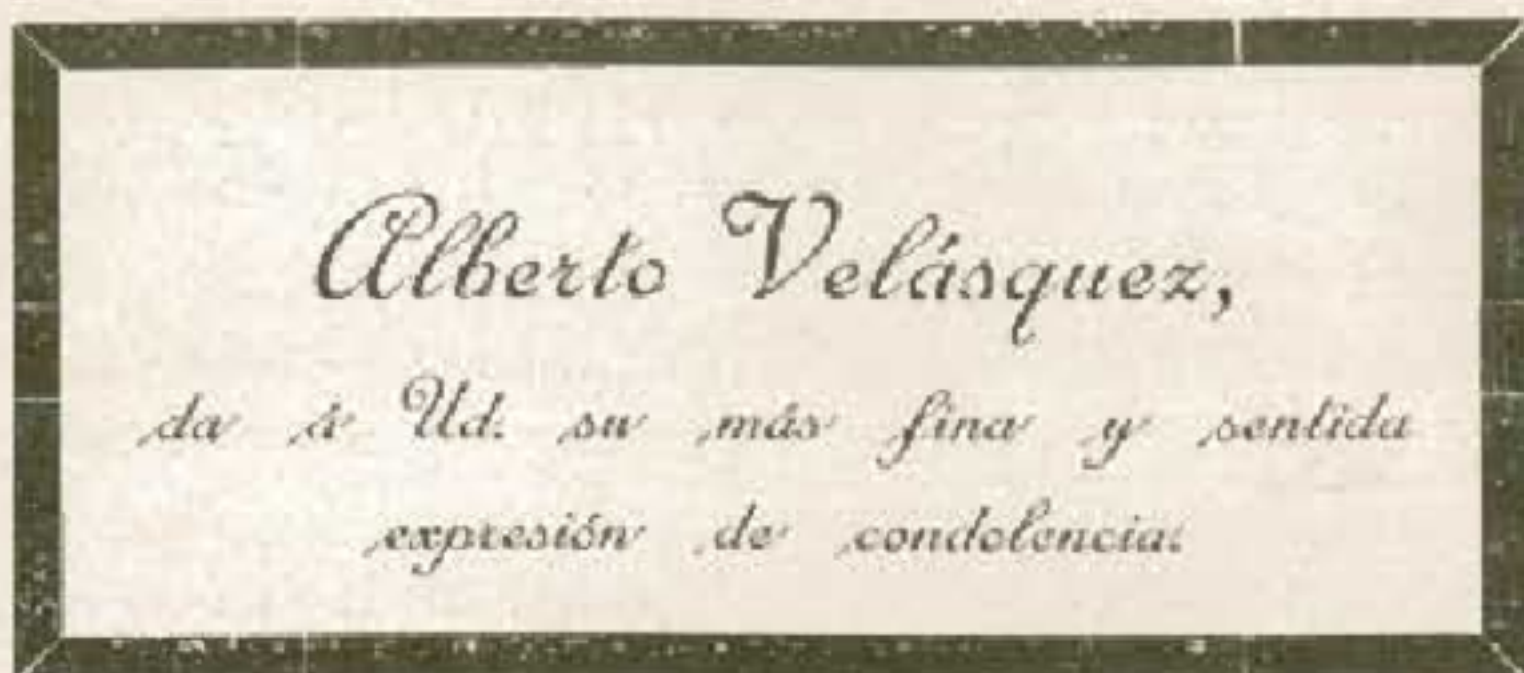 Alberto Velásquez,
da á Ud. su más fina y sentida
expresión de condolencia.